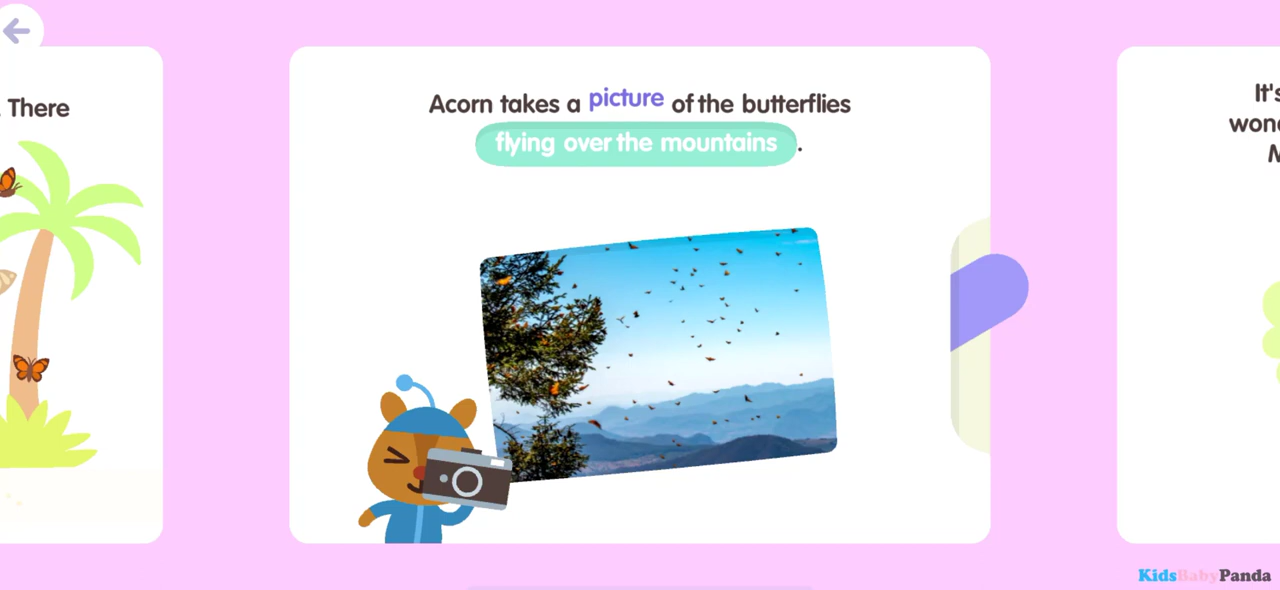 There
Acorn takes a picture of the butterflies
flying over the mountains.
It's
KidsBabyPanda